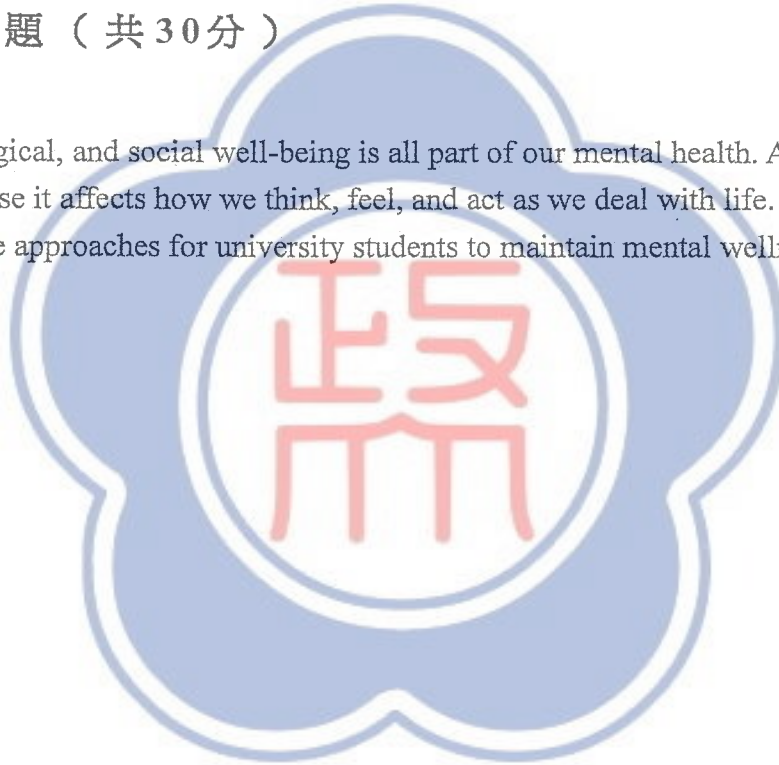 題（共30分）
gical, and social well-being is all part of our mental health. A
se it affects how we think, feel, and act as we deal with life.
e approaches for university students to maintain mental well
政大